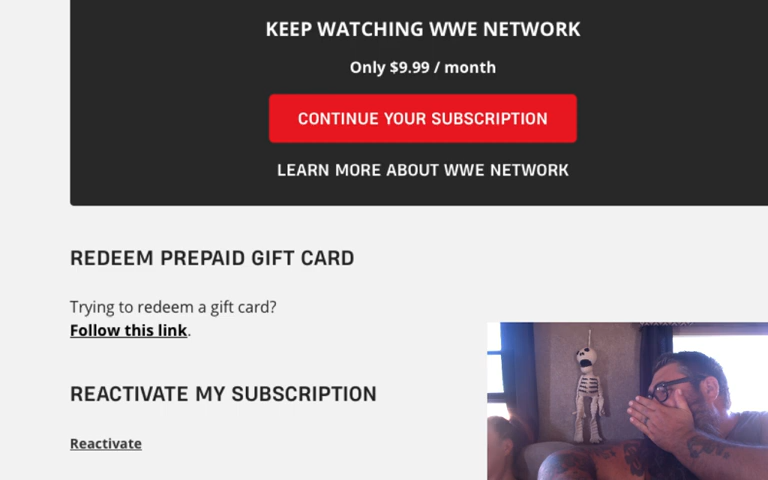 KEEP WATCHING WWE NETWORK
Only $9.99 / month
CONTINUE YOUR SUBSCRIPTION
LEARN MORE ABOUT WWE NETWORK
REDEEM PREPAID GIFT CARD
Trying to redeem a gift card?
Follow this link.
REACTIVATE MY SUBSCRIPTION
Reactivate